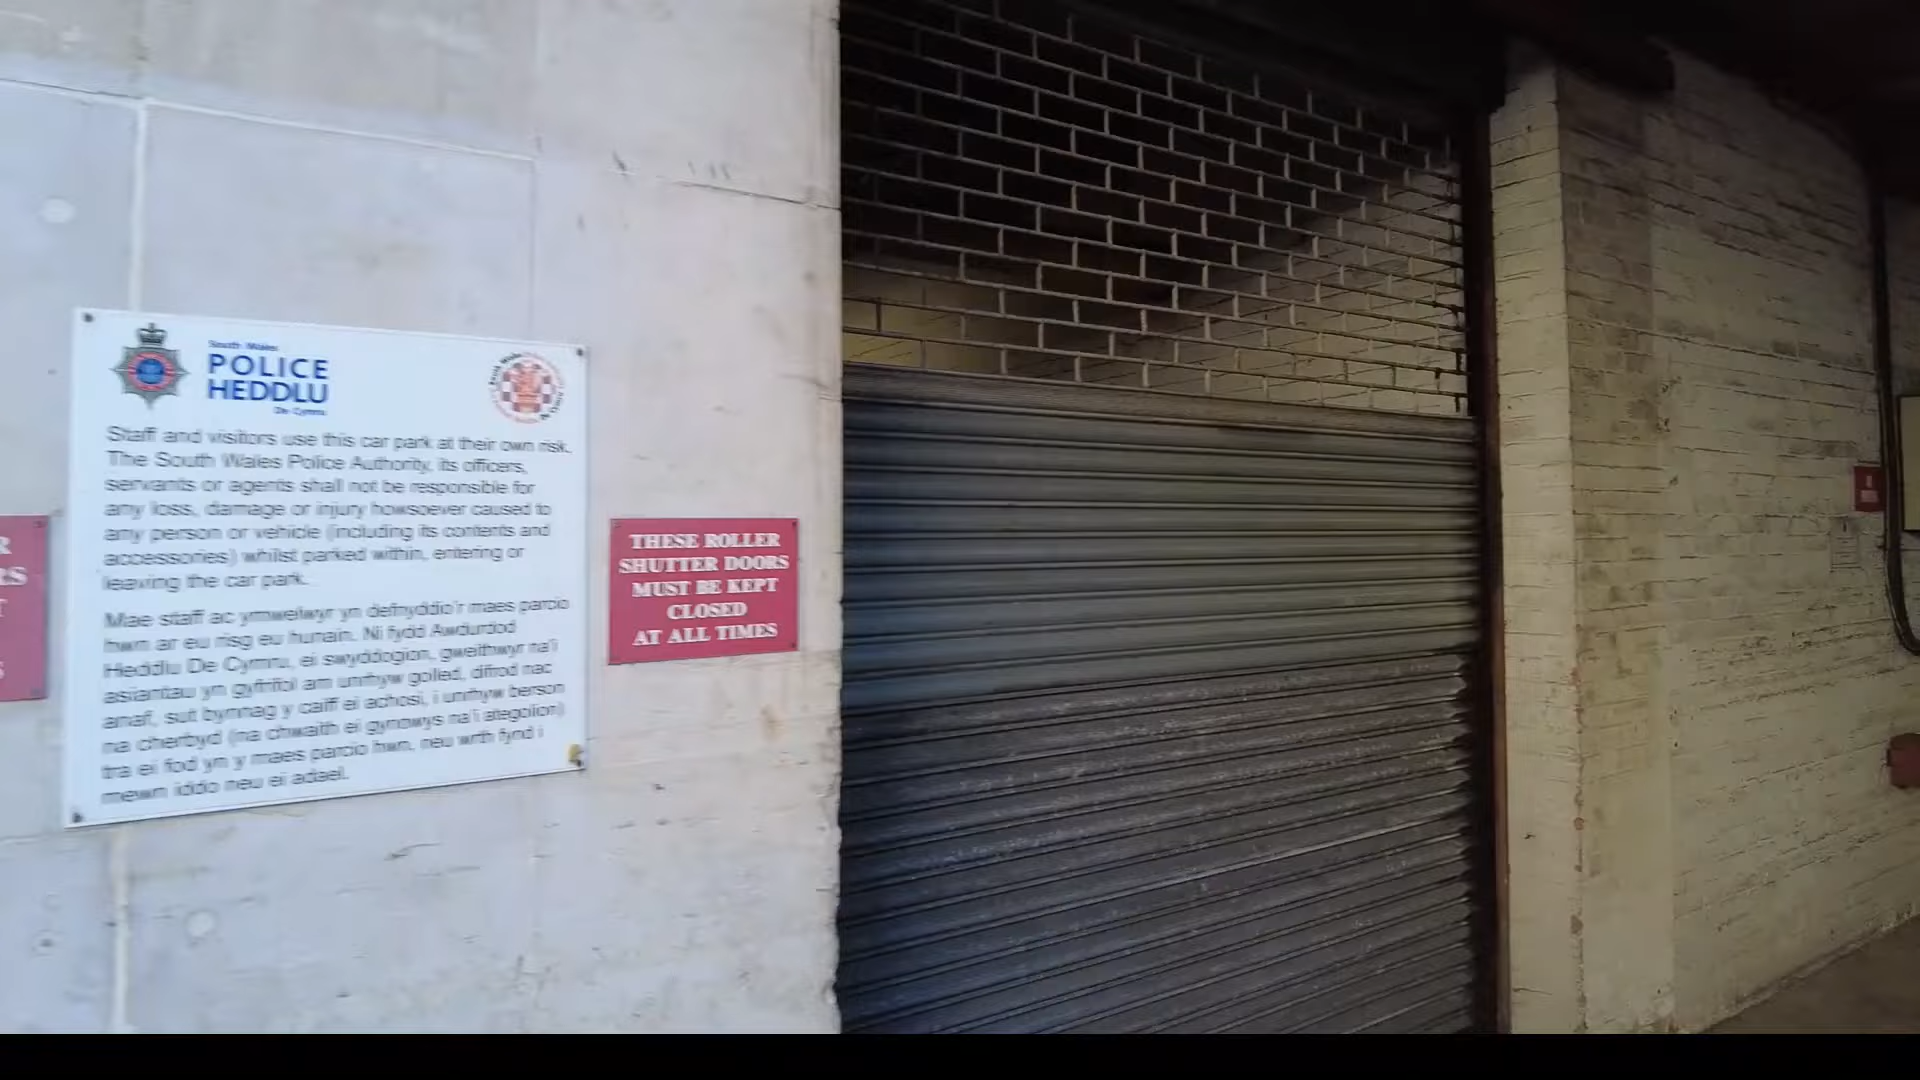 South Wales
POLICE
HEDDLU
De Cymru
Staff and visitors use this car park at their own risk.
The South Wales Police Authority, its officers,
servants or agents shall not be responsible for
any loss, damage or injury howsoever caused to
any person or vehicle (including its contents and
accessories) whilst parked within, entering or
leaving the car park.
Mae staff ac ymwelwyr yn defnyddio'r maes parcio
hwn ar eu risg eu hunain. Ni fydd Awdurdod
Heddlu De Cymru, ei swyddogion, gweithwyr na'i
asiantau yn gyfrifol am unrhyw golled, difrod nac
anaf, sut bynnag y caiff ei achosi, i unrhyw berson
na cherbyd (na chwaith ei gynnwys na'i ategolion)
tra ei fod yn y maes parcio hwn, neu wrth fynd i
mewn iddo neu ei adael.
THESE ROLLER
SHUTTER DOORS
MUST BE KEPT
CLOSED
AT ALL TIMES
R
RS
T
S